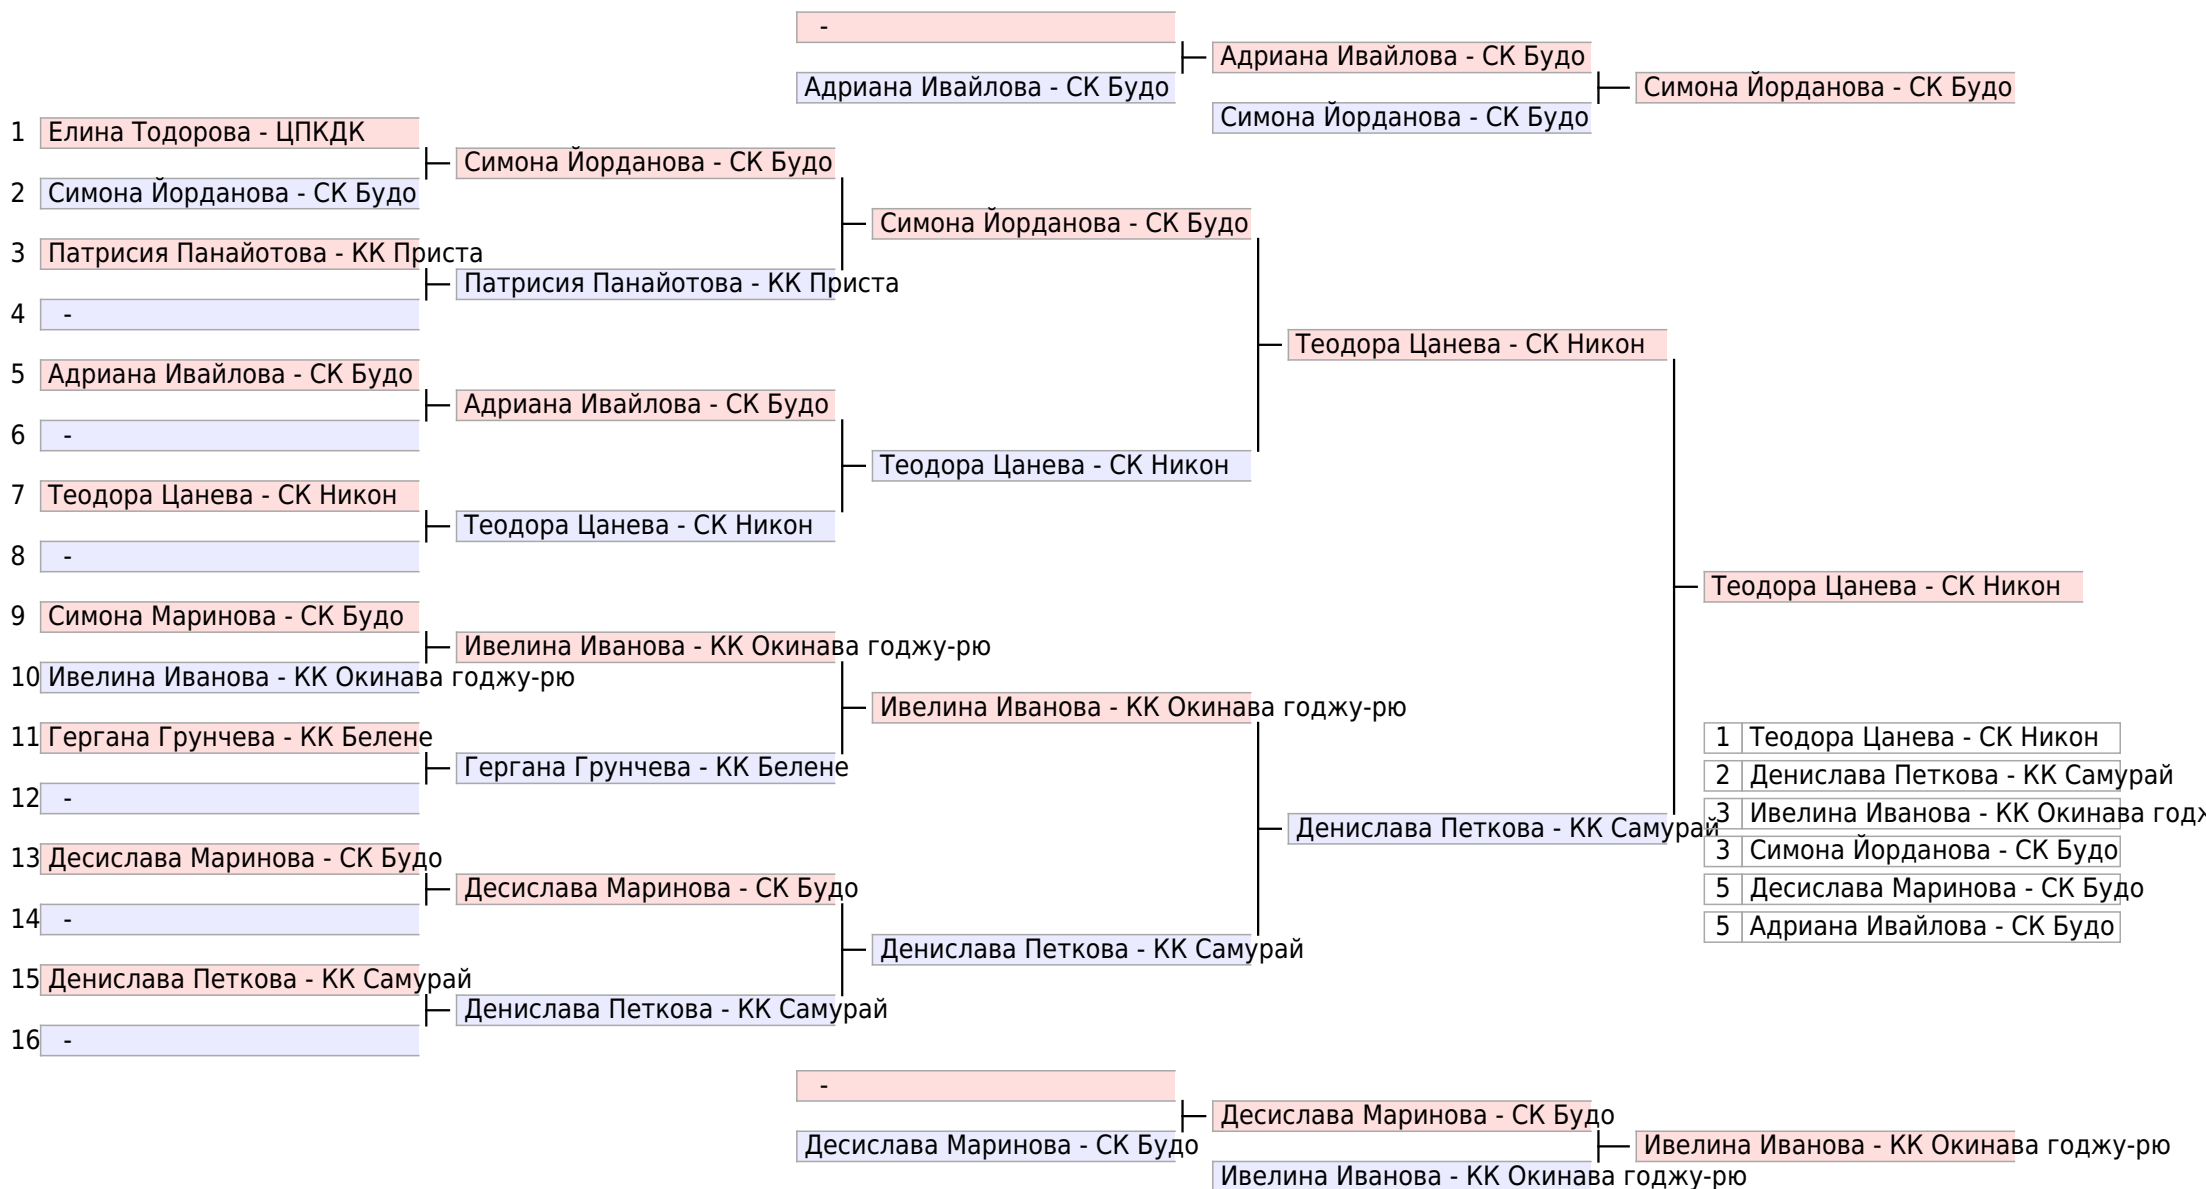 -
Адриана Ивайлова - СК Будо
Адриана Ивайлова - СК Будо
Симона Йорданова - СК Будо
Симона Йорданова - СК Будо
1 Елина Тодорова - ЦПКДК
Симона Йорданова - СК Будо
2 Симона Йорданова - СК Будо
Симона Йорданова - СК Будо
3 Патрисия Панайотова - КК Приста
Патрисия Панайотова - КК Приста
4 -
Теодора Цанева - СК Никон
5 Адриана Ивайлова - СК Будо
Адриана Ивайлова - СК Будо
6 -
Теодора Цанева - СК Никон
7 Теодора Цанева - СК Никон
Теодора Цанева - СК Никон
8 -
Теодора Цанева - СК Никон
9 Симона Маринова - СК Будо
Ивелина Иванова - КК Окинава годжу-рю
10 Ивелина Иванова - КК Окинава годжу-рю
Ивелина Иванова - КК Окинава годжу-рю
11 Гергана Грунчева - КК Белене
Гергана Грунчева - КК Белене
12 -
Денислава Петкова - КК Самурай
13 Десислава Маринова - СК Будо
Десислава Маринова - СК Будо
14 -
Денислава Петкова - КК Самурай
15 Денислава Петкова - КК Самурай
Денислава Петкова - КК Самурай
16 -
1 Теодора Цанева - СК Никон
2 Денислава Петкова - КК Самурай
3 Ивелина Иванова - КК Окинава
3 Симона Йорданова - СК Будо
5 Десислава Маринова - СК Будо
5 Адриана Ивайлова - СК Будо
-
Десислава Маринова - СК Будо
Десислава Маринова - СК Будо
Ивелина Иванова - КК Окинава годжу-рю
Ивелина Иванова - КК Окинава годжу-рю